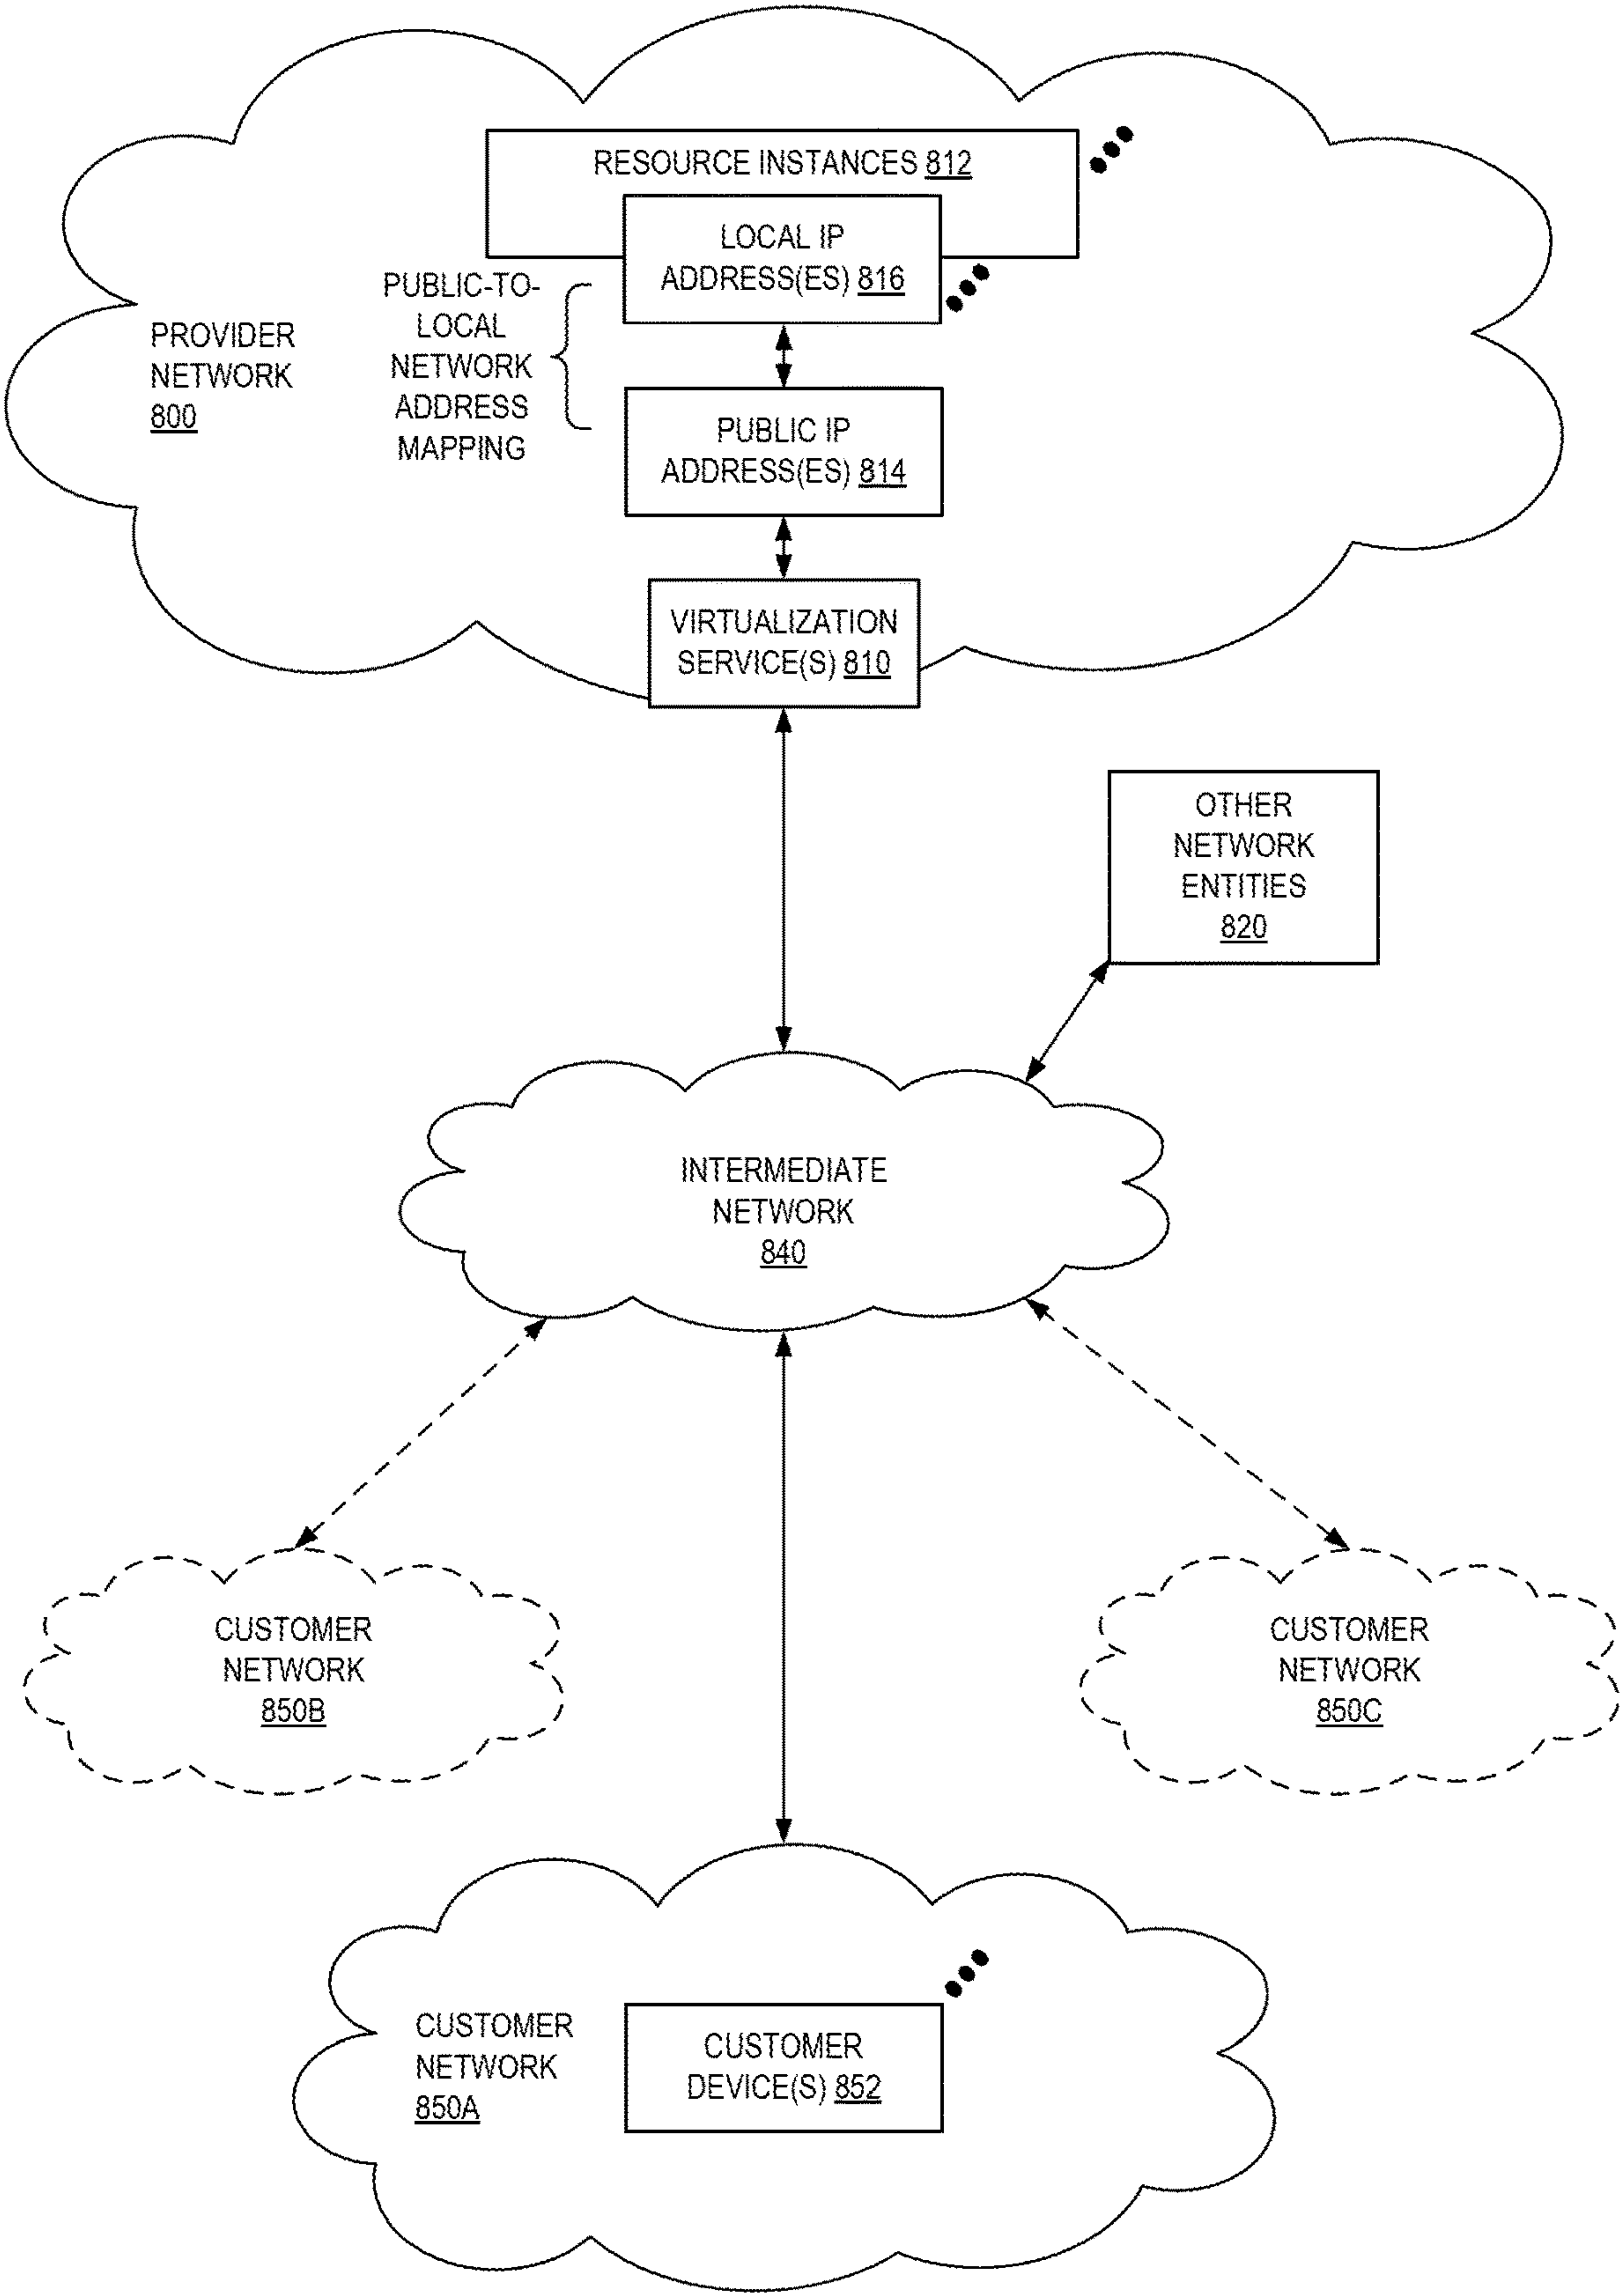 RESOURCE INSTANCES 812
LOCAL IP
ADDRESS(ES) 816
PUBLIC-TO-
LOCAL
NETWORK
ADDRESS
MAPPING
PROVIDER
NETWORK
800
PUBLIC IP
ADDRESS(ES) 814
VIRTUALIZATION
SERVICE(S) 810
OTHER
NETWORK
ENTITIES
820
INTERMEDIATE
NETWORK
840
CUSTOMER
NETWORK
850B
CUSTOMER
NETWORK
850C
CUSTOMER
NETWORK
850A
CUSTOMER
DEVICE(S) 852